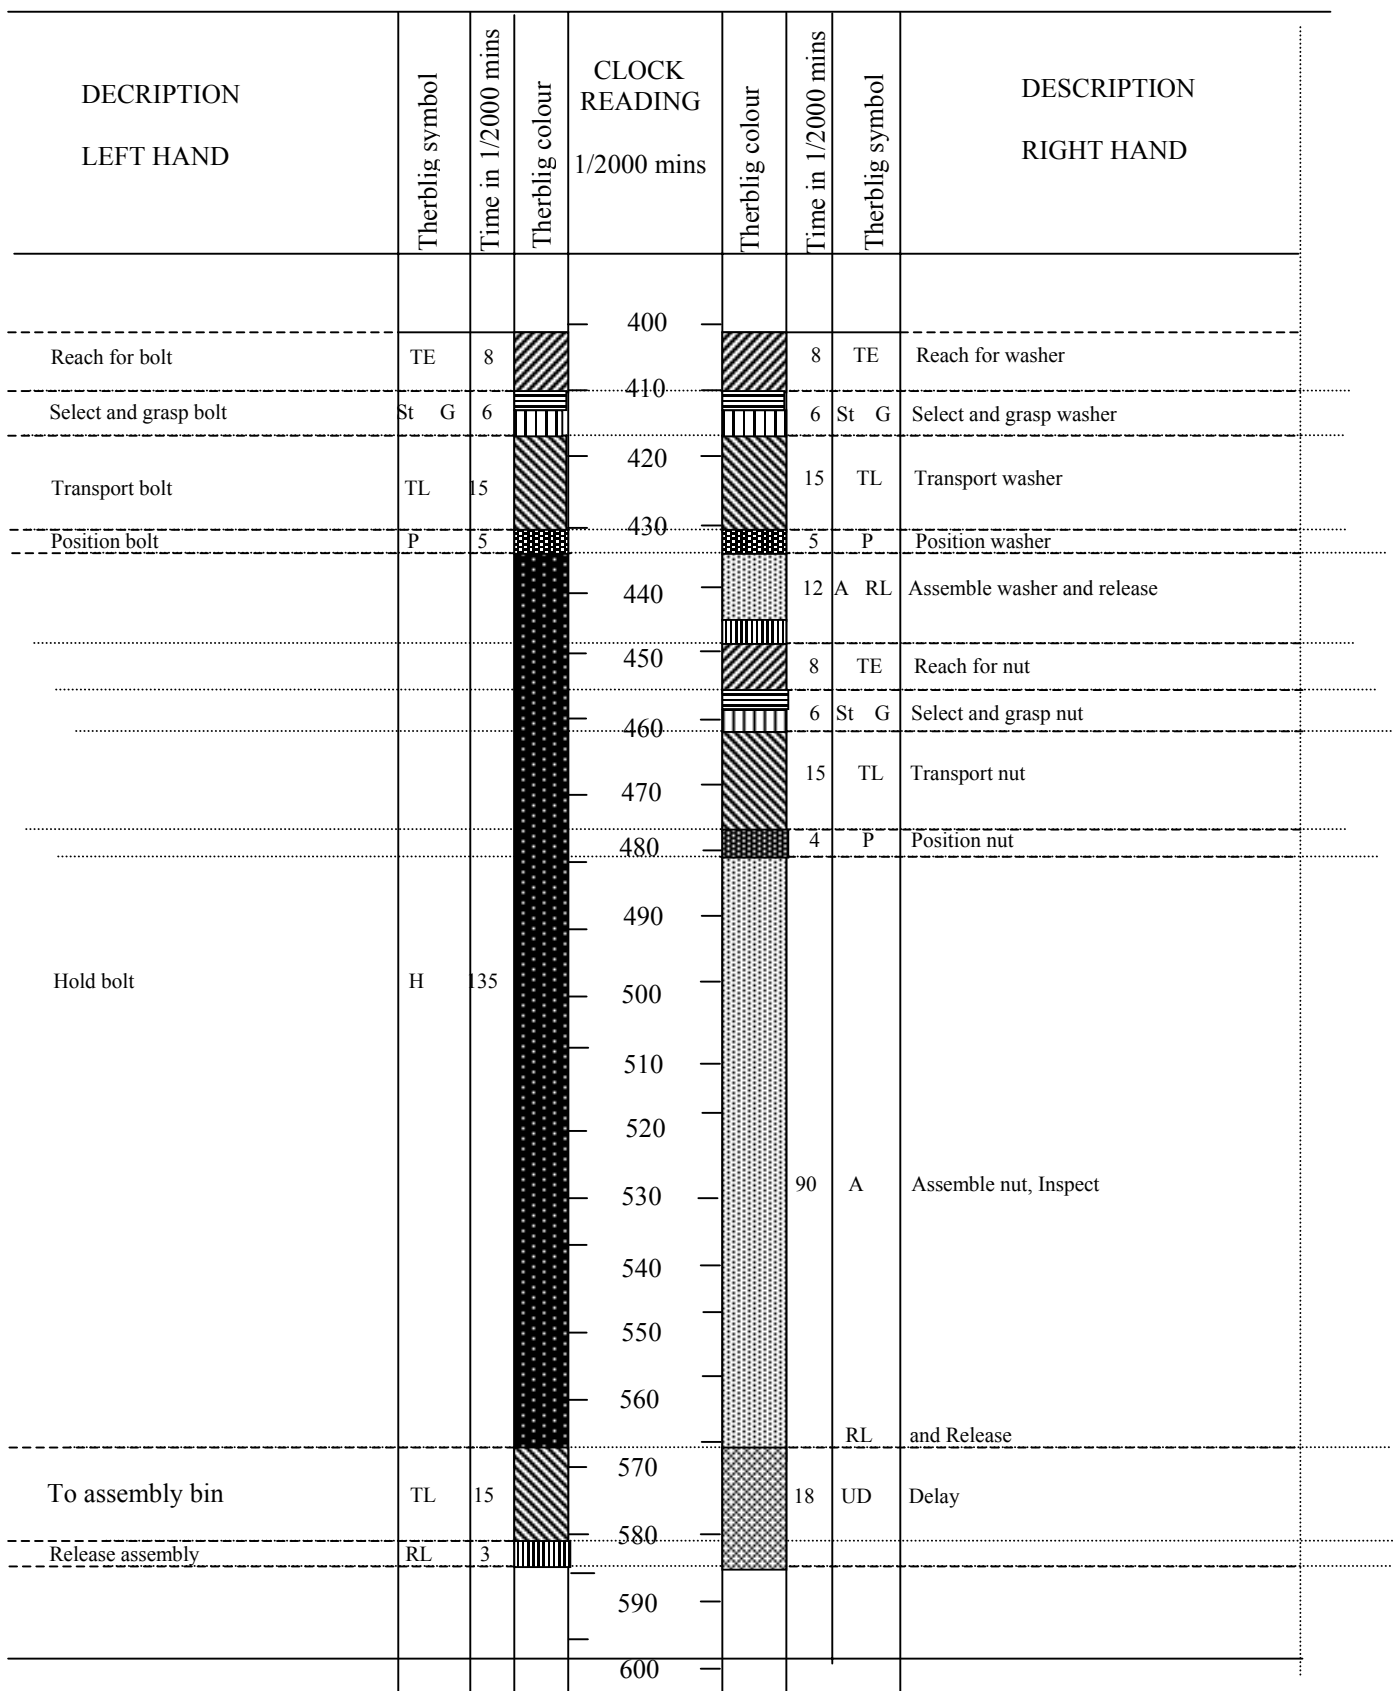 DECRIPTION
LEFT HAND
Therblig symbol
Time in 1/2000 mins
Therblig colour
CLOCK
READING
1/2000 mins
Therblig colour
Time in 1/2000 mins
Therblig symbol
DESCRIPTION
RIGHT HAND
400
Reach for bolt TE 8 8 TE Reach for washer
410
Select and grasp bolt St G 6 6 St G Select and grasp washer
420
Transport bolt TL 15 15 TL Transport washer
430
Position bolt P 5 5 P Position washer
440 12 A RL Assemble washer and release
450 8 TE Reach for nut
6 St G Select and grasp nut
460
15 TL Transport nut
470
4 P Position nut
480
490
Hold bolt H 135
500
510
520
530 90 A Assemble nut, Inspect
540
550
560
RL and Release
570
To assembly bin TL 15 18 UD Delay
580
Release assembly RL 3
590
600